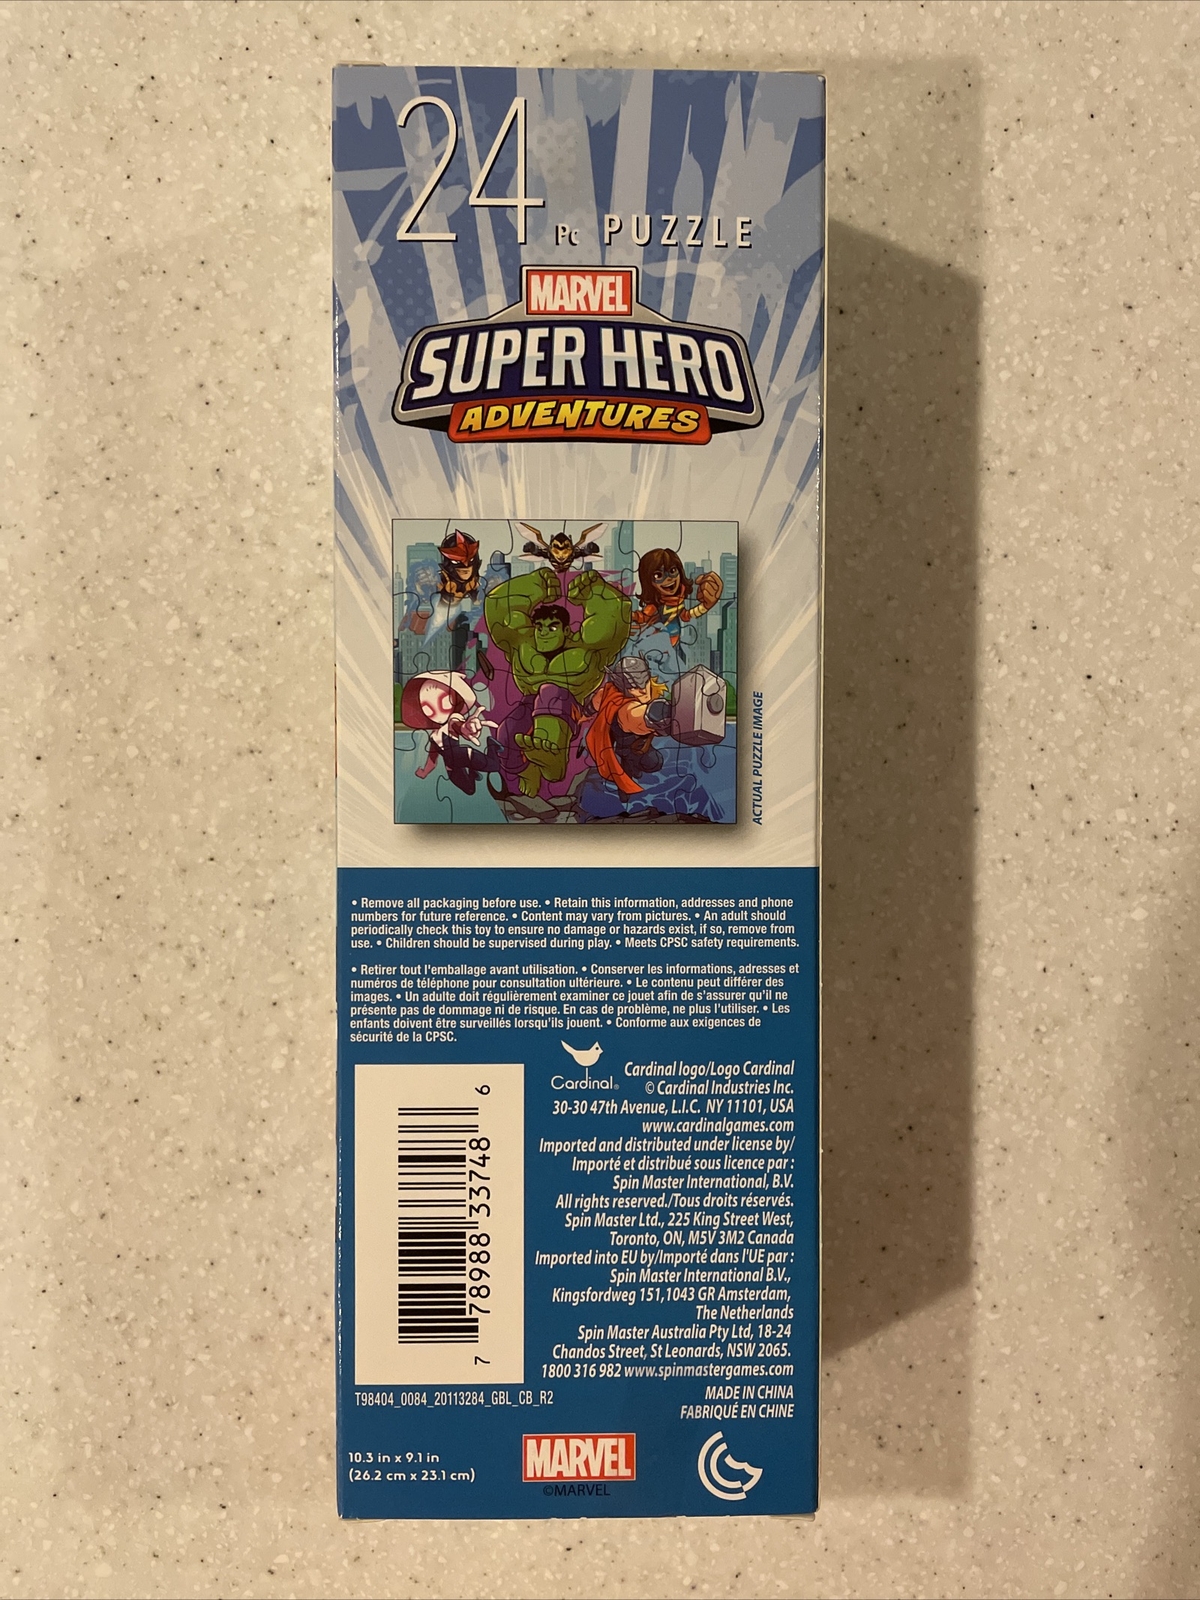 24 Pc PUZZLE
MARVEL
SUPER HERO
ADVENTURES
ACTUAL PUZZLE IMAGE
• Remove all packaging before use. • Retain this information, addresses and phone
numbers for future reference. • Content may vary from pictures. • An adult should
periodically check this toy to ensure no damage or hazards exist, if so, remove from
use. • Children should be supervised during play. • Meets CPSC safety requirements.
• Retirer tout l'emballage avant utilisation. • Conserver les informations, adresses et
numéros de téléphone pour consultation ultérieure. • Le contenu peut différer des
images. • Un adulte doit régulièrement examiner ce jouet afin de s'assurer qu'il ne
présente pas de dommage ni de risque. En cas de problème, ne plus l'utiliser. • Les
enfants doivent être surveillés lorsqu'ils jouent. • Conforme aux exigences de
sécurité de la CPSC.
Cardinal®
Cardinal logo/Logo Cardinal
© Cardinal Industries Inc.
30-30 47th Avenue, L.I.C. NY 11101, USA
www.cardinalgames.com
Imported and distributed under license by/
Importé et distribué sous licence par :
Spin Master International, B.V.
All rights reserved./Tous droits réservés.
Spin Master Ltd., 225 King Street West,
Toronto, ON, M5V 3M2 Canada
Imported into EU by/Importé dans l'UE par :
Spin Master International B.V.,
Kingsfordweg 151,1043 GR Amsterdam,
The Netherlands
Spin Master Australia Pty Ltd, 18-24
Chandos Street, St Leonards, NSW 2065.
1800 316 982 www.spinmastergames.com
MADE IN CHINA
FABRIQUÉ EN CHINE
7 78988 33748 6
T98404_0084_20113284_GBL_CB_R2
10.3 in x 9.1 in
(26.2 cm x 23.1 cm)
MARVEL
©MARVEL